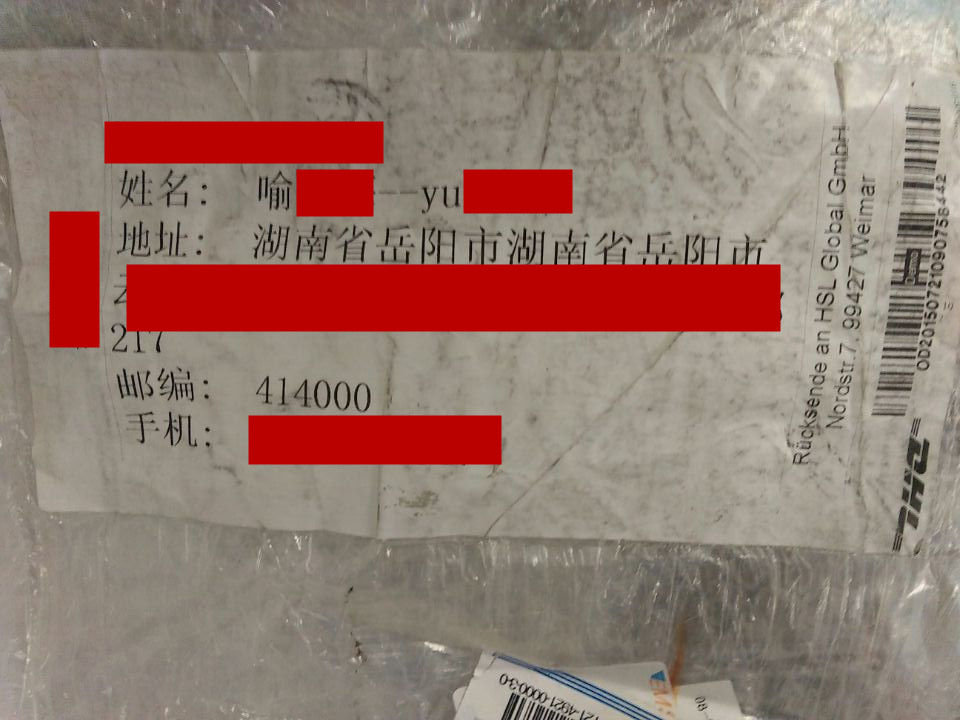 姓名： 喻 ——yu
地址： 湖南省岳阳市湖南省岳阳市
217
邮编： 414000
手机：
Rücksende an HSL Global GmbH
Nordstr.7, 99427 Weimar
OD20150721090758442
DHL
EMS